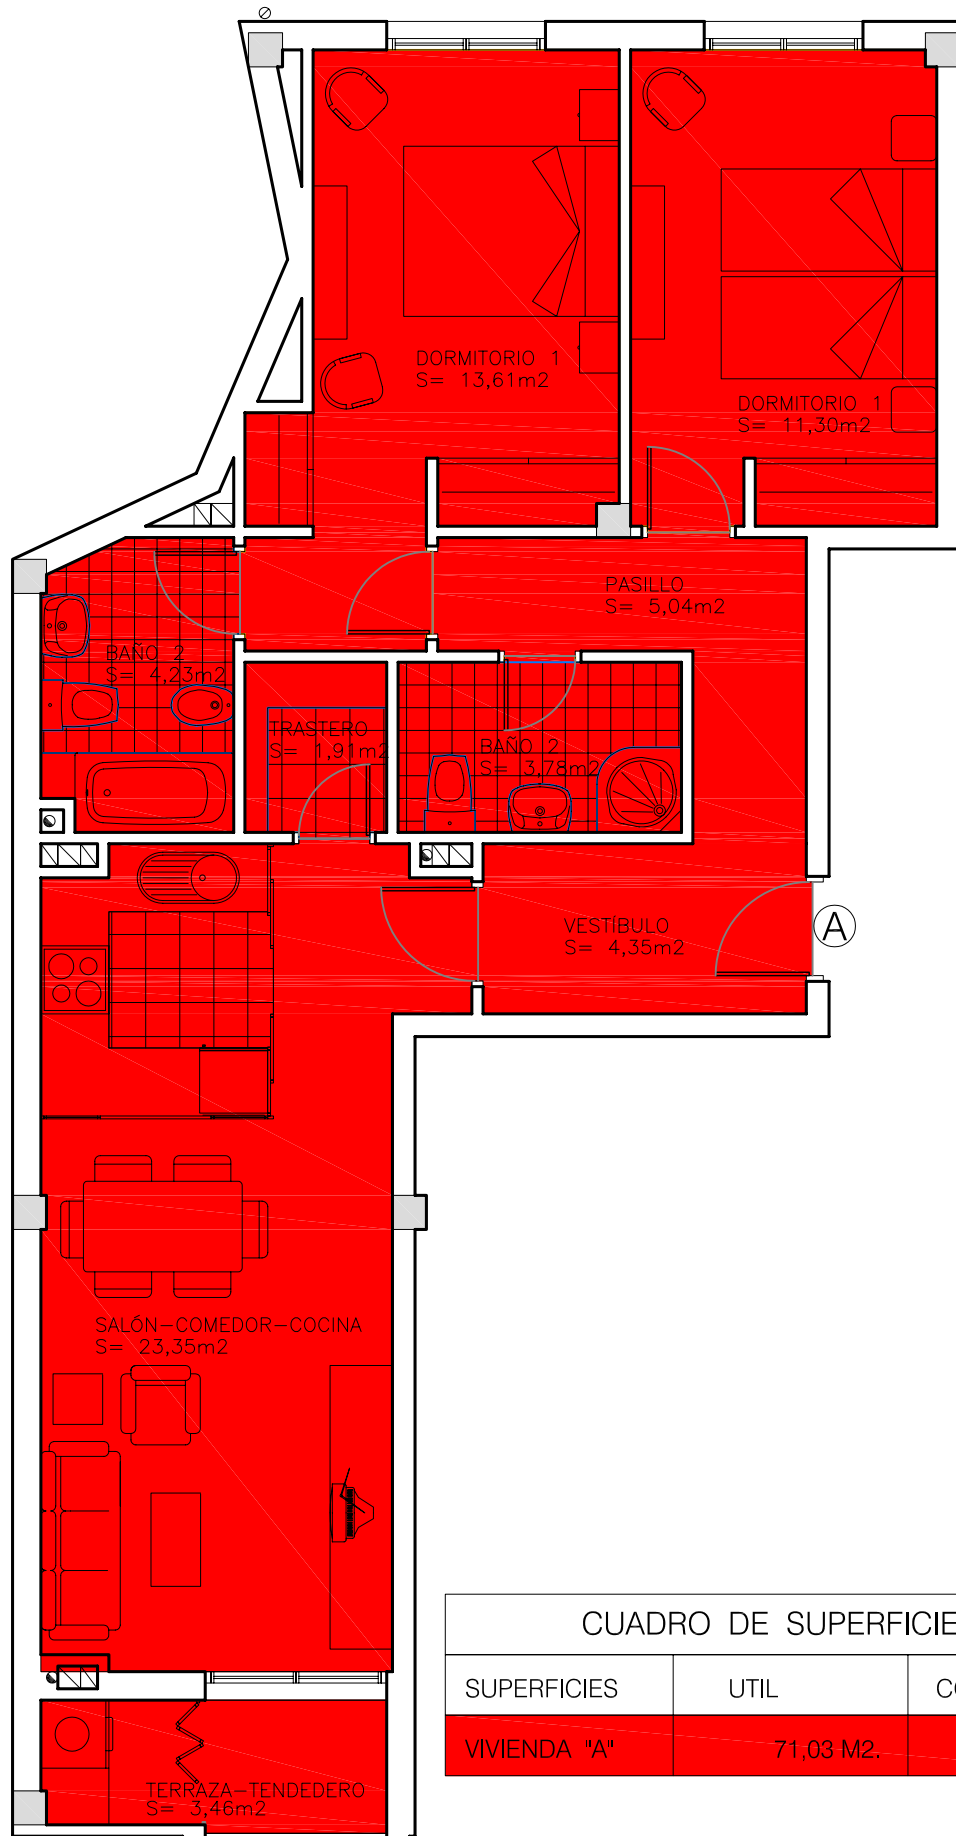 DORMITORIO 1
S= 13,61m2
DORMITORIO 1
S= 11,30m2
PASILLO
S= 5,04m2
BAÑO 2
S= 4,23m2
TRASTERO
S= 1,91m2
BAÑO 2
S= 3,78m2
VESTÍBULO
S= 4,35m2
A
SALÓN-COMEDOR-COCINA
S= 23,35m2
CUADRO DE SUPERFICIE
SUPERFICIES UTIL CO
VIVIENDA "A" 71,03 M2.
TERRAZA-TENDEDERO
S= 3,46m2